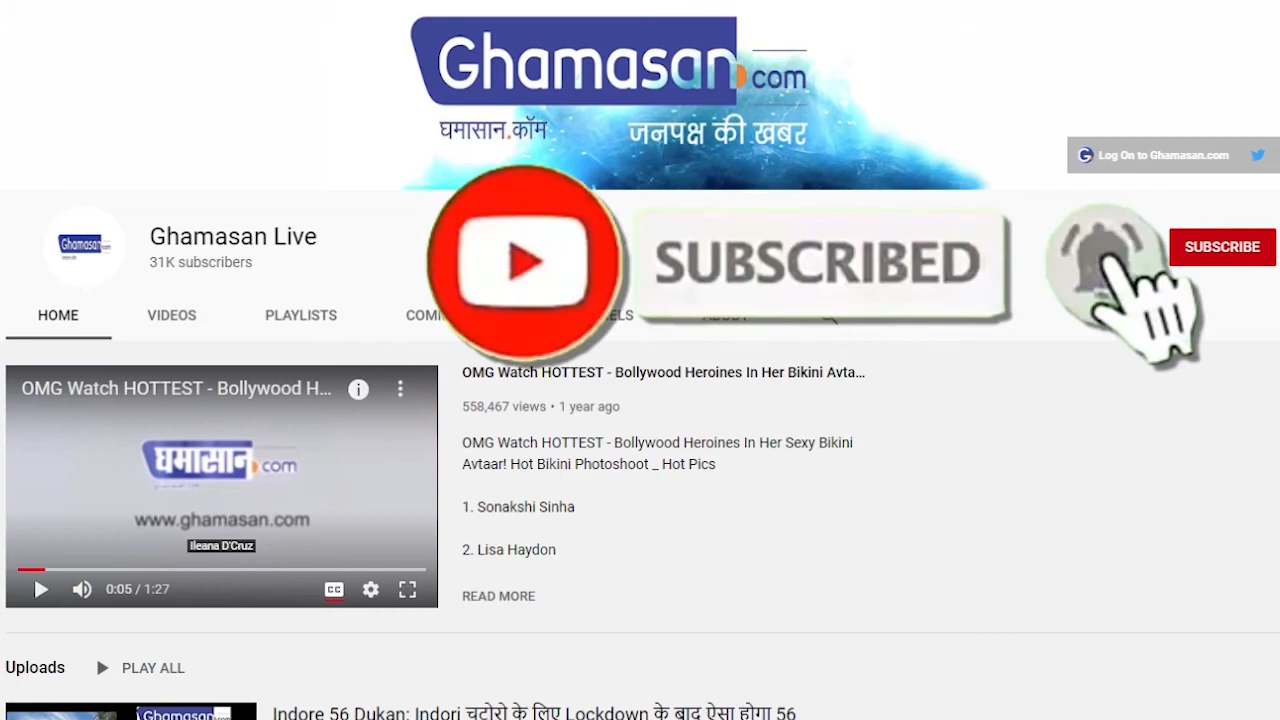 Ghamasan.com
घमासान.कॉम
जनपक्ष की खबर
Log On to Ghamasan.com
Ghamasan Live
31K subscribers
SUBSCRIBED
SUBSCRIBE
HOME
VIDEOS
PLAYLISTS
OMG Watch HOTTEST - Bollywood H...
घमासान.com
www.ghamasan.com
Ileana D'Cruz
0:05 / 1:27
CC
OMG Watch HOTTEST - Bollywood Heroines In Her Bikini Avta...
558,467 views • 1 year ago
OMG Watch HOTTEST - Bollywood Heroines In Her Sexy Bikini
Avtaar! Hot Bikini Photoshoot _ Hot Pics
1. Sonakshi Sinha
2. Lisa Haydon
READ MORE
Uploads
PLAY ALL
Ghamasan.com
Indore 56 Dukan: Indori चटोरो के लिए Lockdown के बाद ऐसा होगा 56